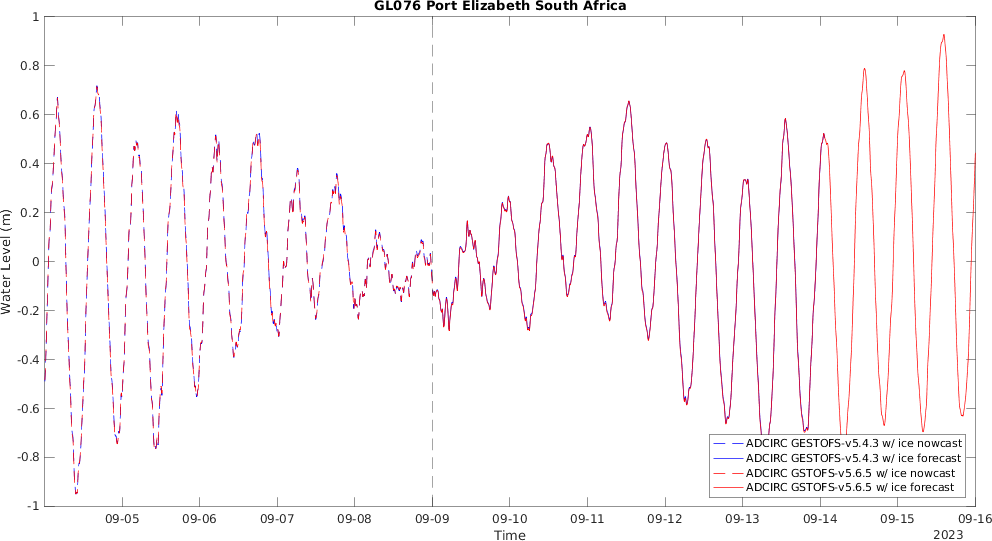 GL076 Port Elizabeth South Africa
1
0.8
0.6
0.4
0.2
0
-0.2
-0.4
-0.6
-0.8
-1
Water Level (m)
ADCIRC GESTOFS-v5.4.3 w/ ice nowcast
ADCIRC GESTOFS-v5.4.3 w/ ice forecast
ADCIRC GSTOFS-v5.6.5 w/ ice nowcast
ADCIRC GSTOFS-v5.6.5 w/ ice forecast
09-05 09-06 09-07 09-08 09-09 09-10 09-11 09-12 09-13 09-14 09-15 09-16
Time
2023